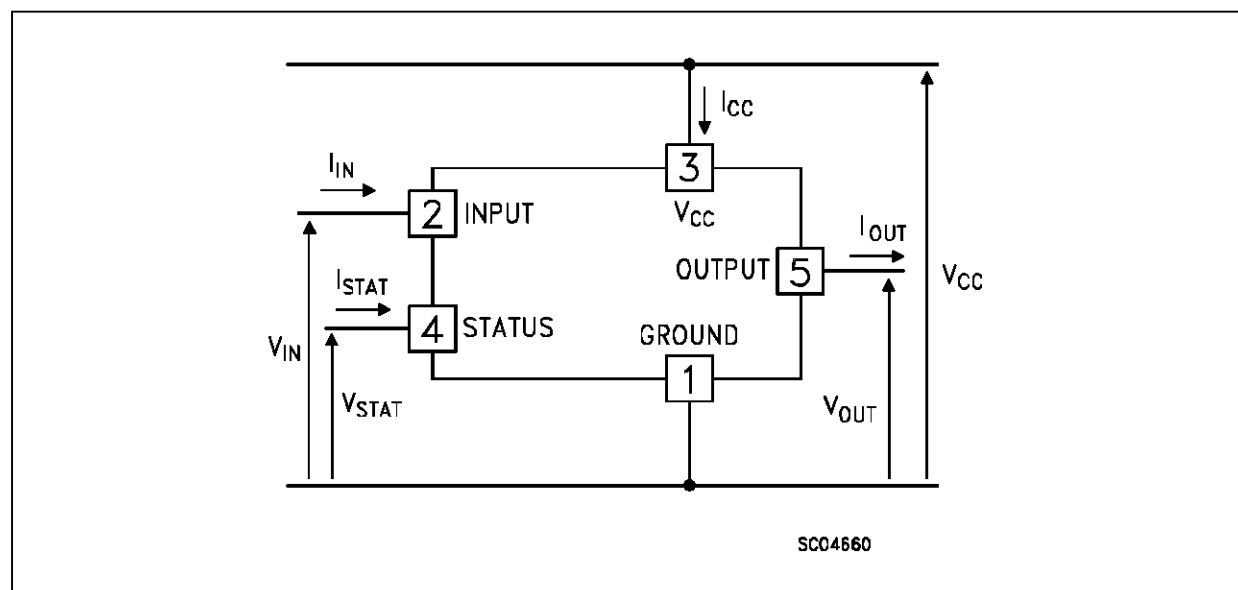 I_CC
3
V_CC
I_IN
2 INPUT
I_OUT
OUTPUT 5
V_CC
I_STAT
4 STATUS
GROUND
1
V_IN
V_STAT
V_OUT
SC04660